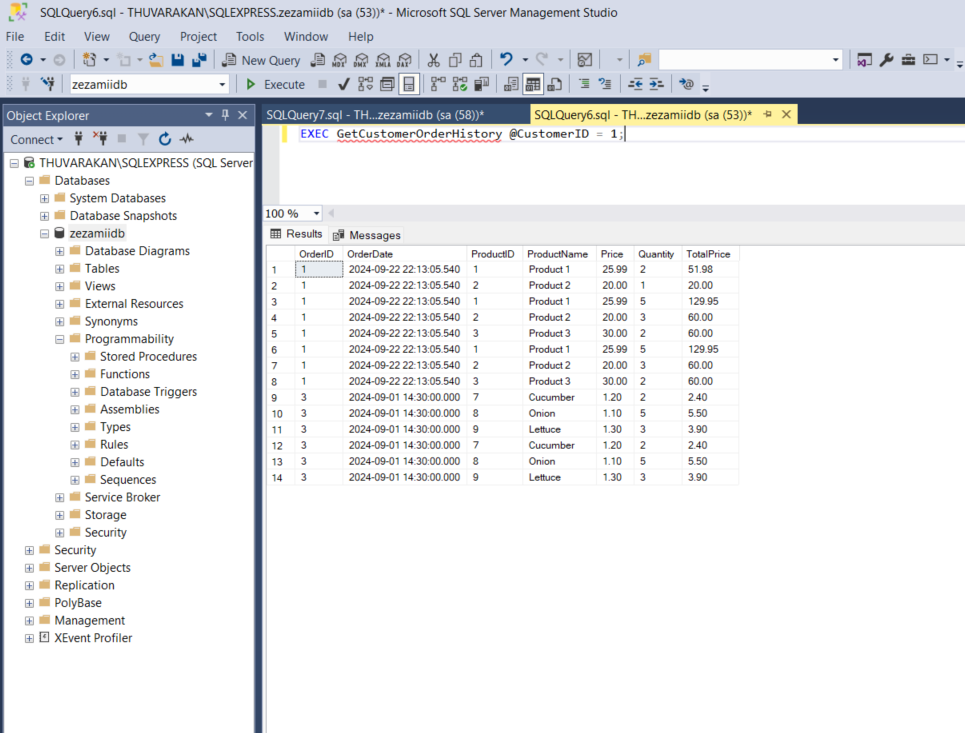 SQLQuery6.sql - THUVARAKAN\SQLEXPRESS.zezamiidb (sa (53))* - Microsoft SQL Server Management Studio
File Edit View Query Project Tools Window Help
New Query MDX DMX XMLA DAX
zezamiidb Execute
Object Explorer
Connect
THUVARAKAN\SQLEXPRESS (SQL Server
Databases
System Databases
Database Snapshots
zezamiidb
Database Diagrams
Tables
Views
External Resources
Synonyms
Programmability
Stored Procedures
Functions
Database Triggers
Assemblies
Types
Rules
Defaults
Sequences
Service Broker
Storage
Security
Security
Server Objects
Replication
PolyBase
Management
XEvent Profiler
SQLQuery7.sql - TH...zezamiidb (sa (58))* SQLQuery6.sql - TH...zezamiidb (sa (53))*
EXEC GetCustomerOrderHistory @CustomerID = 1;
100 %
Results Messages
OrderID OrderDate ProductID ProductName Price Quantity TotalPrice
1 1 2024-09-22 22:13:05.540 1 Product 1 25.99 2 51.98
2 1 2024-09-22 22:13:05.540 2 Product 2 20.00 1 20.00
3 1 2024-09-22 22:13:05.540 1 Product 1 25.99 5 129.95
4 1 2024-09-22 22:13:05.540 2 Product 2 20.00 3 60.00
5 1 2024-09-22 22:13:05.540 3 Product 3 30.00 2 60.00
6 1 2024-09-22 22:13:05.540 1 Product 1 25.99 5 129.95
7 1 2024-09-22 22:13:05.540 2 Product 2 20.00 3 60.00
8 1 2024-09-22 22:13:05.540 3 Product 3 30.00 2 60.00
9 3 2024-09-01 14:30:00.000 7 Cucumber 1.20 2 2.40
10 3 2024-09-01 14:30:00.000 8 Onion 1.10 5 5.50
11 3 2024-09-01 14:30:00.000 9 Lettuce 1.30 3 3.90
12 3 2024-09-01 14:30:00.000 7 Cucumber 1.20 2 2.40
13 3 2024-09-01 14:30:00.000 8 Onion 1.10 5 5.50
14 3 2024-09-01 14:30:00.000 9 Lettuce 1.30 3 3.90